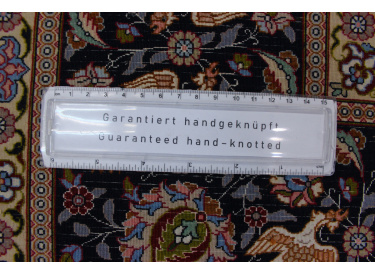 Garantiert handgeknüpft
Guaranteed hand-knotted